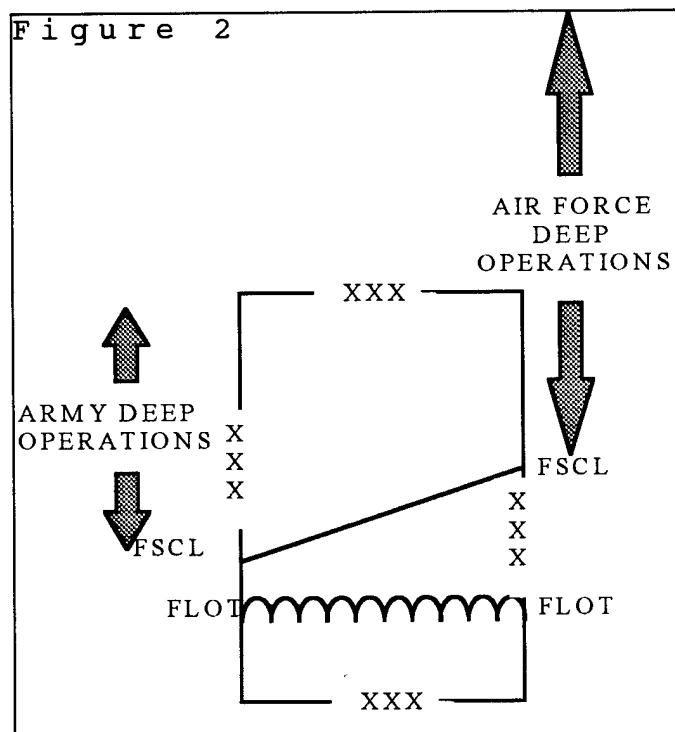 Figure 2
AIR FORCE
DEEP
OPERATIONS
XXX
ARMY DEEP
OPERATIONS
X
X
X
FSCL
X
X
X
FSCL
FLOT
FLOT
XXX